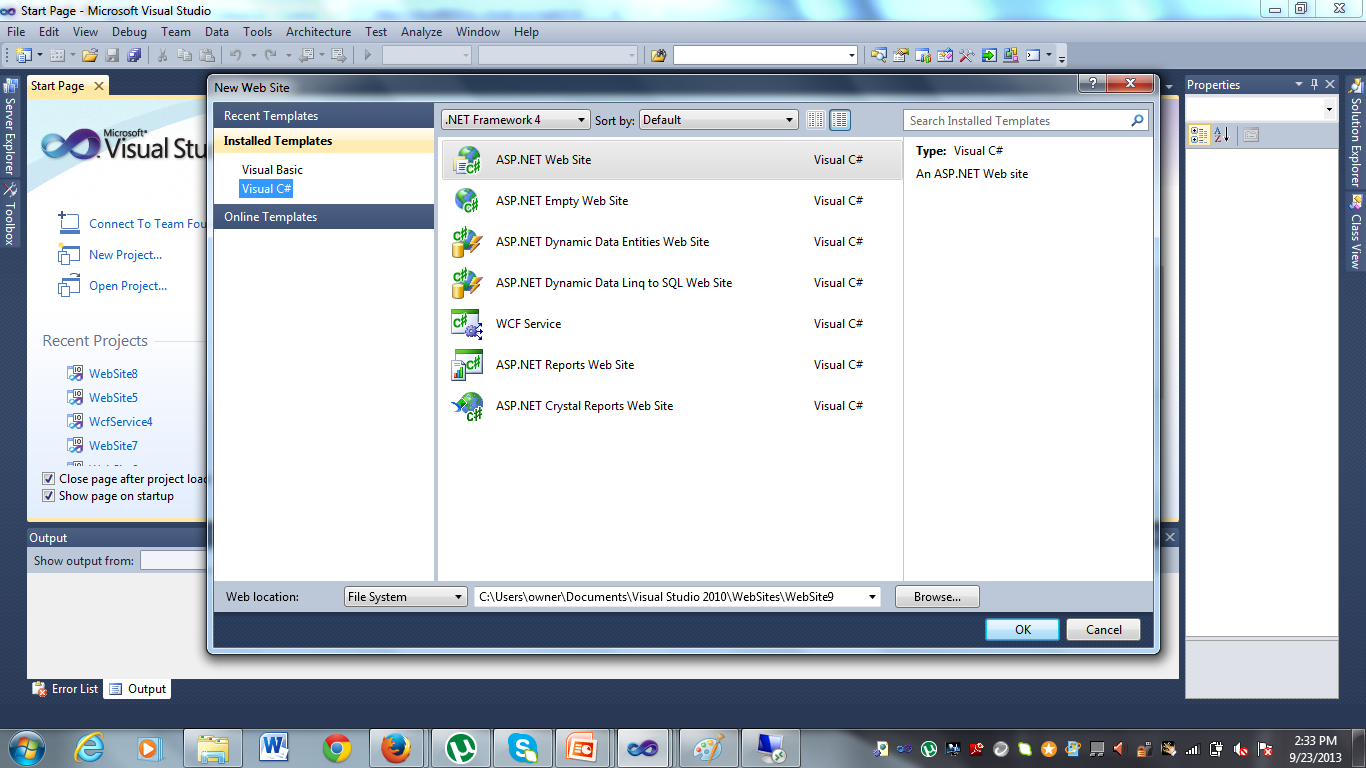 Start Page - Microsoft Visual Studio
File Edit View Debug Team Data Tools Architecture Test Analyze Window Help
Server Explorer
Toolbox
Start Page
Microsoft®
Visual Stu
Connect To Team Fou
New Project...
Open Project...
Recent Projects
WebSite8
WebSite5
WcfService4
WebSite7
Close page after project load
Show page on startup
Output
Show output from:
Error List
Output
New Web Site
Recent Templates
Installed Templates
Visual Basic
Visual C#
Online Templates
.NET Framework 4
Sort by: Default
Search Installed Templates
ASP.NET Web Site Visual C#
ASP.NET Empty Web Site Visual C#
ASP.NET Dynamic Data Entities Web Site Visual C#
ASP.NET Dynamic Data Linq to SQL Web Site Visual C#
WCF Service Visual C#
ASP.NET Reports Web Site Visual C#
ASP.NET Crystal Reports Web Site Visual C#
Type: Visual C#
An ASP.NET Web site
Web location: File System C:\Users\owner\Documents\Visual Studio 2010\WebSites\WebSite9 Browse...
OK Cancel
Properties
Solution Explorer
Class View
2:33 PM
9/23/2013